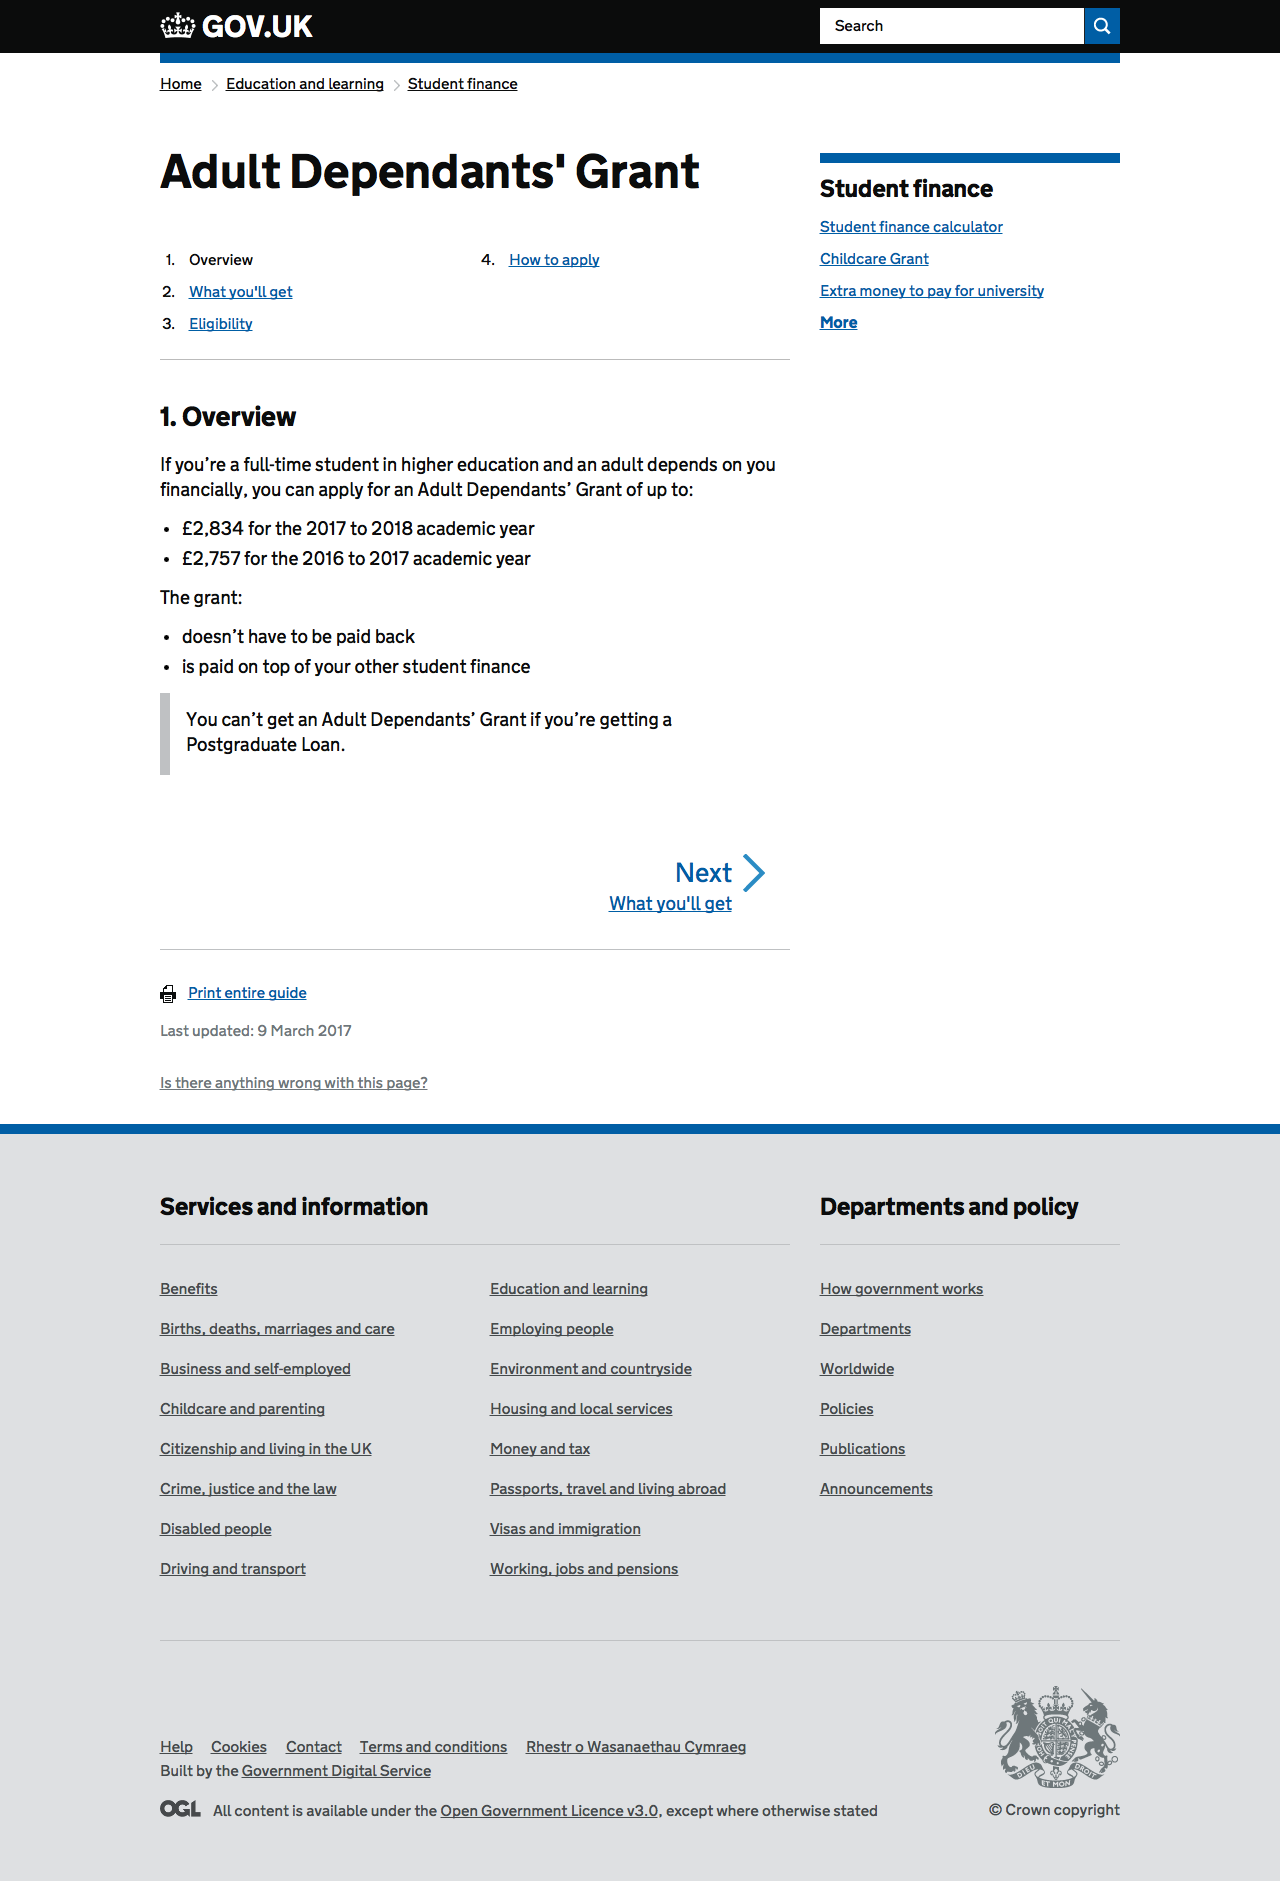 GOV.UK
Search
Home Education and learning Student finance
Adult Dependants' Grant
1. Overview
2. What you'll get
3. Eligibility
4. How to apply
Student finance
Student finance calculator
Childcare Grant
Extra money to pay for university
More
1. Overview
If you’re a full-time student in higher education and an adult depends on you
financially, you can apply for an Adult Dependants’ Grant of up to:
• £2,834 for the 2017 to 2018 academic year
• £2,757 for the 2016 to 2017 academic year
The grant:
• doesn’t have to be paid back
• is paid on top of your other student finance
You can’t get an Adult Dependants’ Grant if you’re getting a
Postgraduate Loan.
Next
What you'll get
Print entire guide
Last updated: 9 March 2017
Is there anything wrong with this page?
Services and information
Benefits
Births, deaths, marriages and care
Business and self-employed
Childcare and parenting
Citizenship and living in the UK
Crime, justice and the law
Disabled people
Driving and transport
Education and learning
Employing people
Environment and countryside
Housing and local services
Money and tax
Passports, travel and living abroad
Visas and immigration
Working, jobs and pensions
Departments and policy
How government works
Departments
Worldwide
Policies
Publications
Announcements
Help Cookies Contact Terms and conditions Rhestr o Wasanaethau Cymraeg
Built by the Government Digital Service
OGL All content is available under the Open Government Licence v3.0, except where otherwise stated
DIEU ET MON DROIT
© Crown copyright